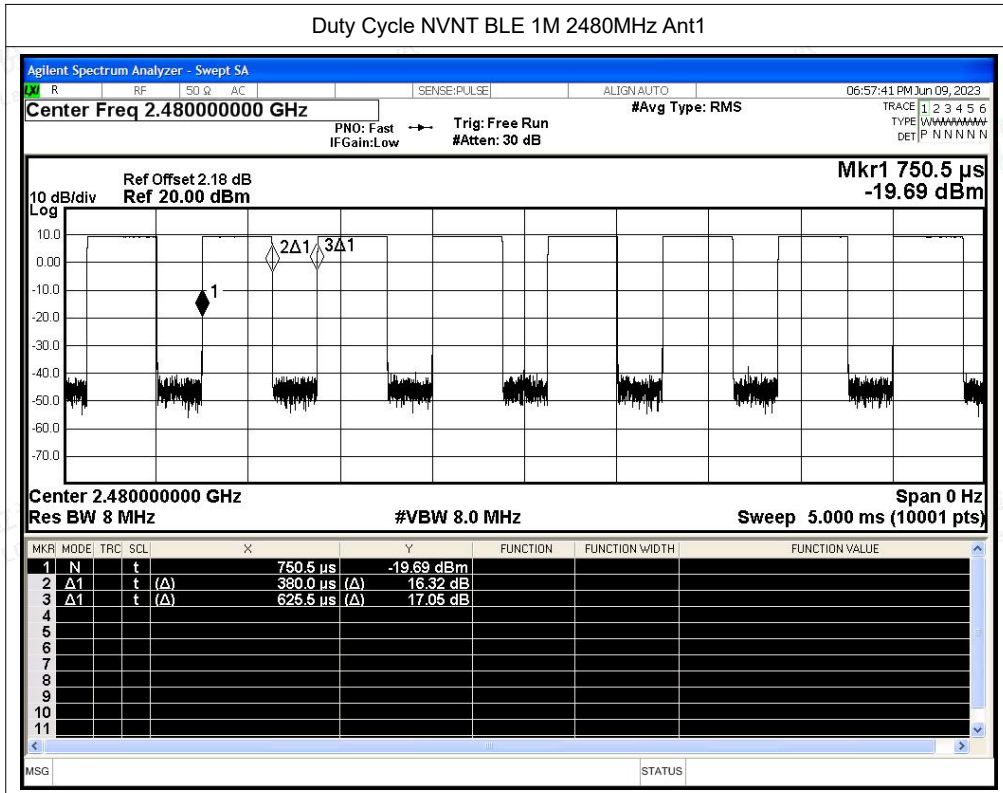 Duty Cycle NVNT BLE 1M 2480MHz Ant1
Agilent Spectrum Analyzer - Swept SA
LXI R RF 50 Ω AC SENSE:PULSE ALIGN AUTO 06:57:41 PM Jun 09, 2023
Center Freq 2.480000000 GHz #Avg Type: RMS TRACE 1 2 3 4 5 6
PNO: Fast Trig: Free Run TYPE WWWWWW
IFGain:Low #Atten: 30 dB DET P N N N N N
Mkr1 750.5 µs
Ref Offset 2.18 dB
10 dB/div Ref 20.00 dBm -19.69 dBm
Log
10.0
2Δ1 3Δ1
0.00
-10.0
1
-20.0
-30.0
-40.0
-50.0
-60.0
-70.0
Center 2.480000000 GHz Span 0 Hz
Res BW 8 MHz #VBW 8.0 MHz Sweep 5.000 ms (10001 pts)
MKR MODE TRC SCL X Y FUNCTION FUNCTION WIDTH FUNCTION VALUE
1 N t 750.5 µs -19.69 dBm
2 Δ1 t (Δ) 380.0 µs (Δ) 16.32 dB
3 Δ1 t (Δ) 625.5 µs (Δ) 17.05 dB
4
5
6
7
8
9
10
11
MSG STATUS